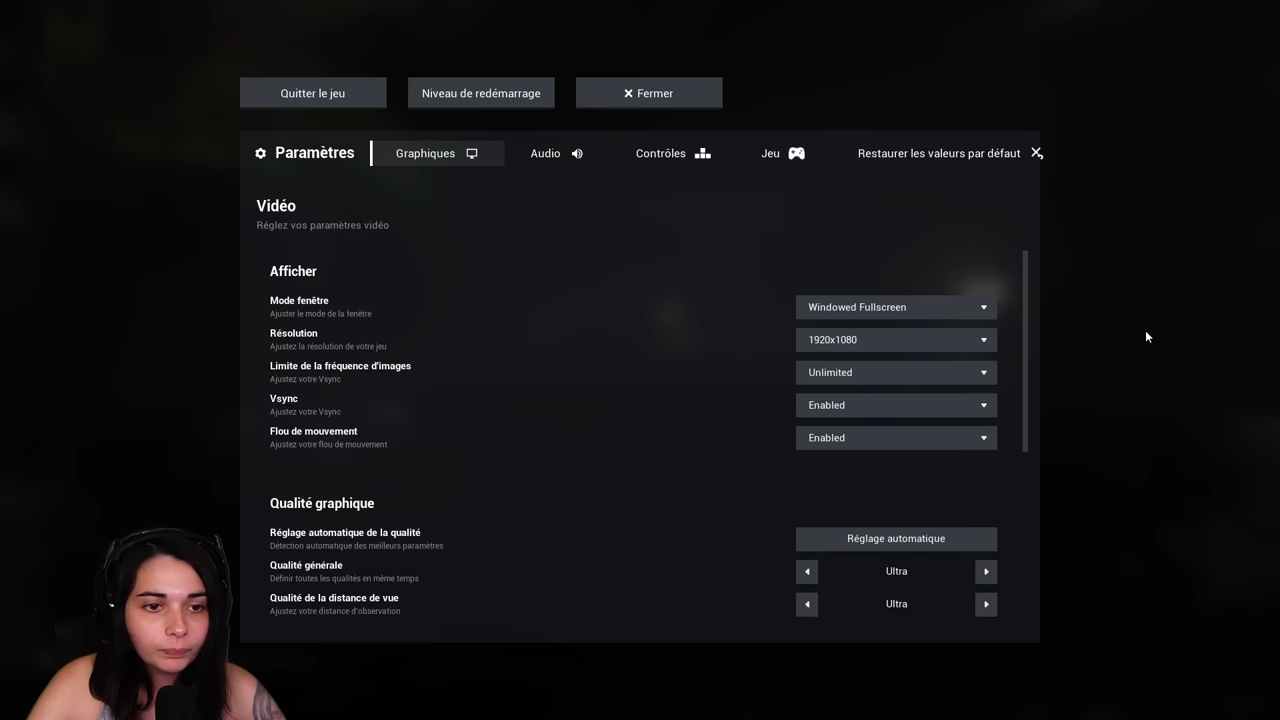 Quitter le jeu
Niveau de redémarrage
Fermer
Paramètres
Graphiques
Audio
Contrôles
Jeu
Restaurer les valeurs par défaut
Vidéo
Réglez vos paramètres vidéo
Afficher
Mode fenêtre
Windowed Fullscreen
Ajuster le mode de la fenêtre
Résolution
1920x1080
Ajustez la résolution de votre jeu
Limite de la fréquence d'images
Unlimited
Ajustez votre Vsync
Vsync
Enabled
Ajustez votre Vsync
Flou de mouvement
Enabled
Ajustez votre flou de mouvement
Qualité graphique
Réglage automatique de la qualité
Réglage automatique
Détection automatique des meilleurs paramètres
Qualité générale
Ultra
Définir toutes les qualités en même temps
Qualité de la distance de vue
Ultra
Ajustez votre distance d'observation